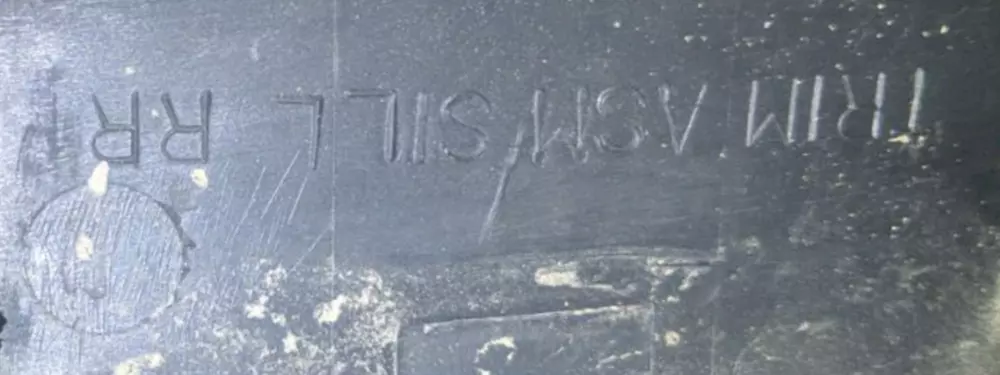 TRIM ASM, SILL RR